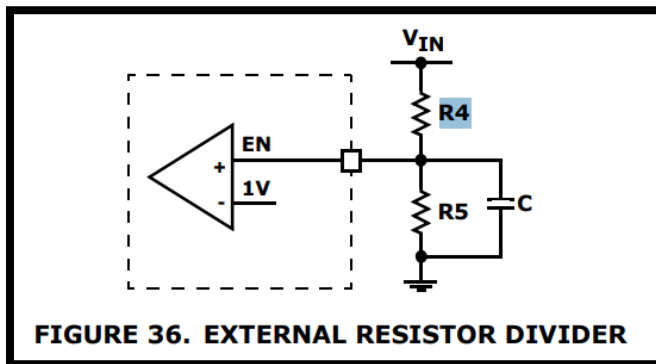 VIN
R4
EN
+
1V
-
R5
C
FIGURE 36. EXTERNAL RESISTOR DIVIDER